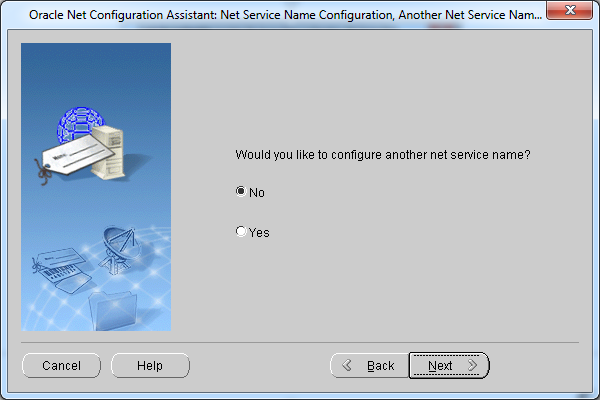 Oracle Net Configuration Assistant: Net Service Name Configuration, Another Net Service Nam...
Would you like to configure another net service name?
No
Yes
Cancel
Help
Back
Next